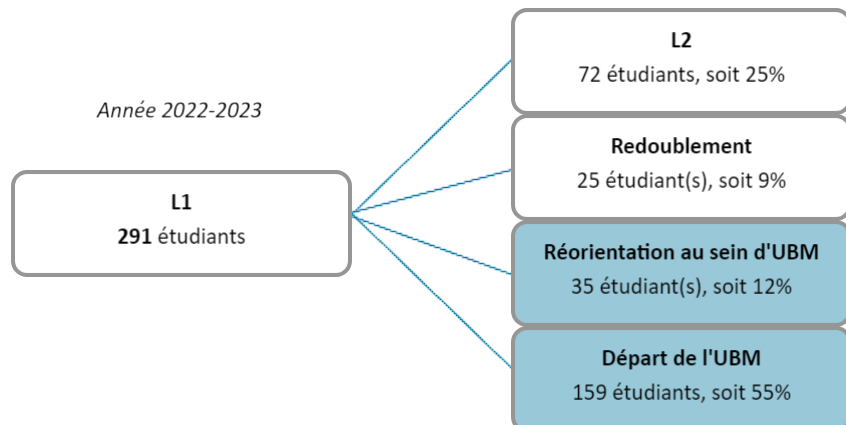 Année 2022-2023
L1
291 étudiants
L2
72 étudiants, soit 25%
Redoublement
25 étudiant(s), soit 9%
Réorientation au sein d'UBM
35 étudiant(s), soit 12%
Départ de l'UBM
159 étudiants, soit 55%